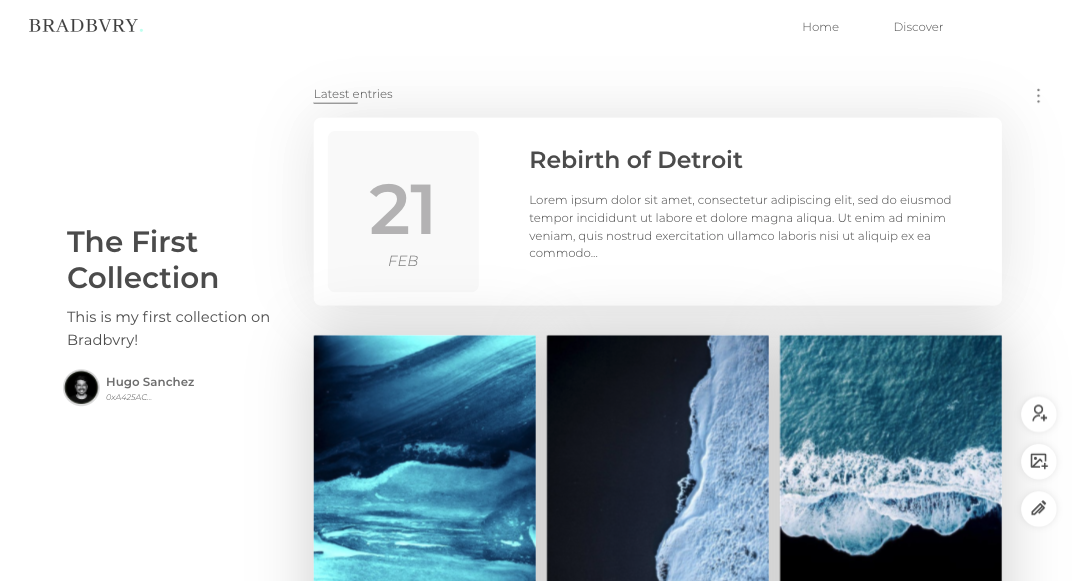 BRADBVRY.
Home
Discover
Latest entries
21
FEB
Rebirth of Detroit
Lorem ipsum dolor sit amet, consectetur adipiscing elit, sed do eiusmod
tempor incididunt ut labore et dolore magna aliqua. Ut enim ad minim
veniam, quis nostrud exercitation ullamco laboris nisi ut aliquip ex ea
commodo...
The First
Collection
This is my first collection on
Bradbvry!
Hugo Sanchez
0xA425AC...